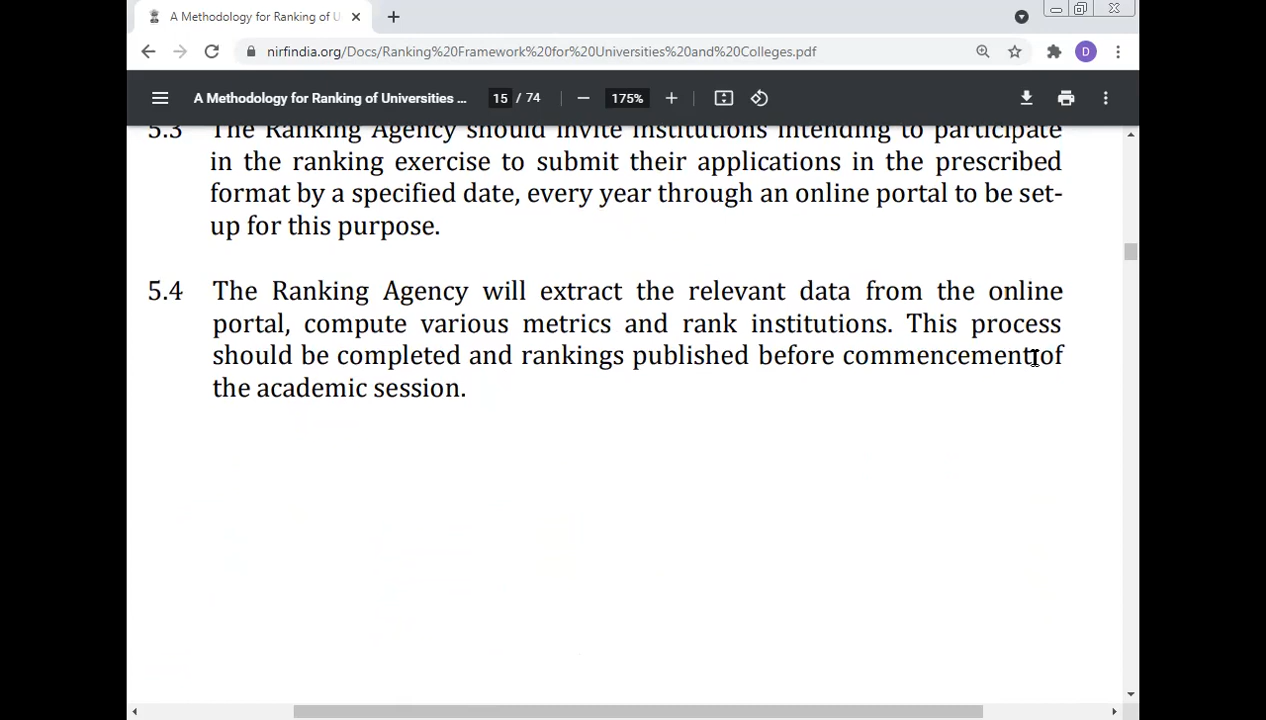 A Methodology for Ranking of U
nirfindia.org/Docs/Ranking%20Framework%20for%20Universities%20and%20Colleges.pdf
D
A Methodology for Ranking of Universities ...
15 / 74
175%
5.3 The Ranking Agency should invite institutions intending to participate
in the ranking exercise to submit their applications in the prescribed
format by a specified date, every year through an online portal to be set-
up for this purpose.
5.4 The Ranking Agency will extract the relevant data from the online
portal, compute various metrics and rank institutions. This process
should be completed and rankings published before commencement of
the academic session.